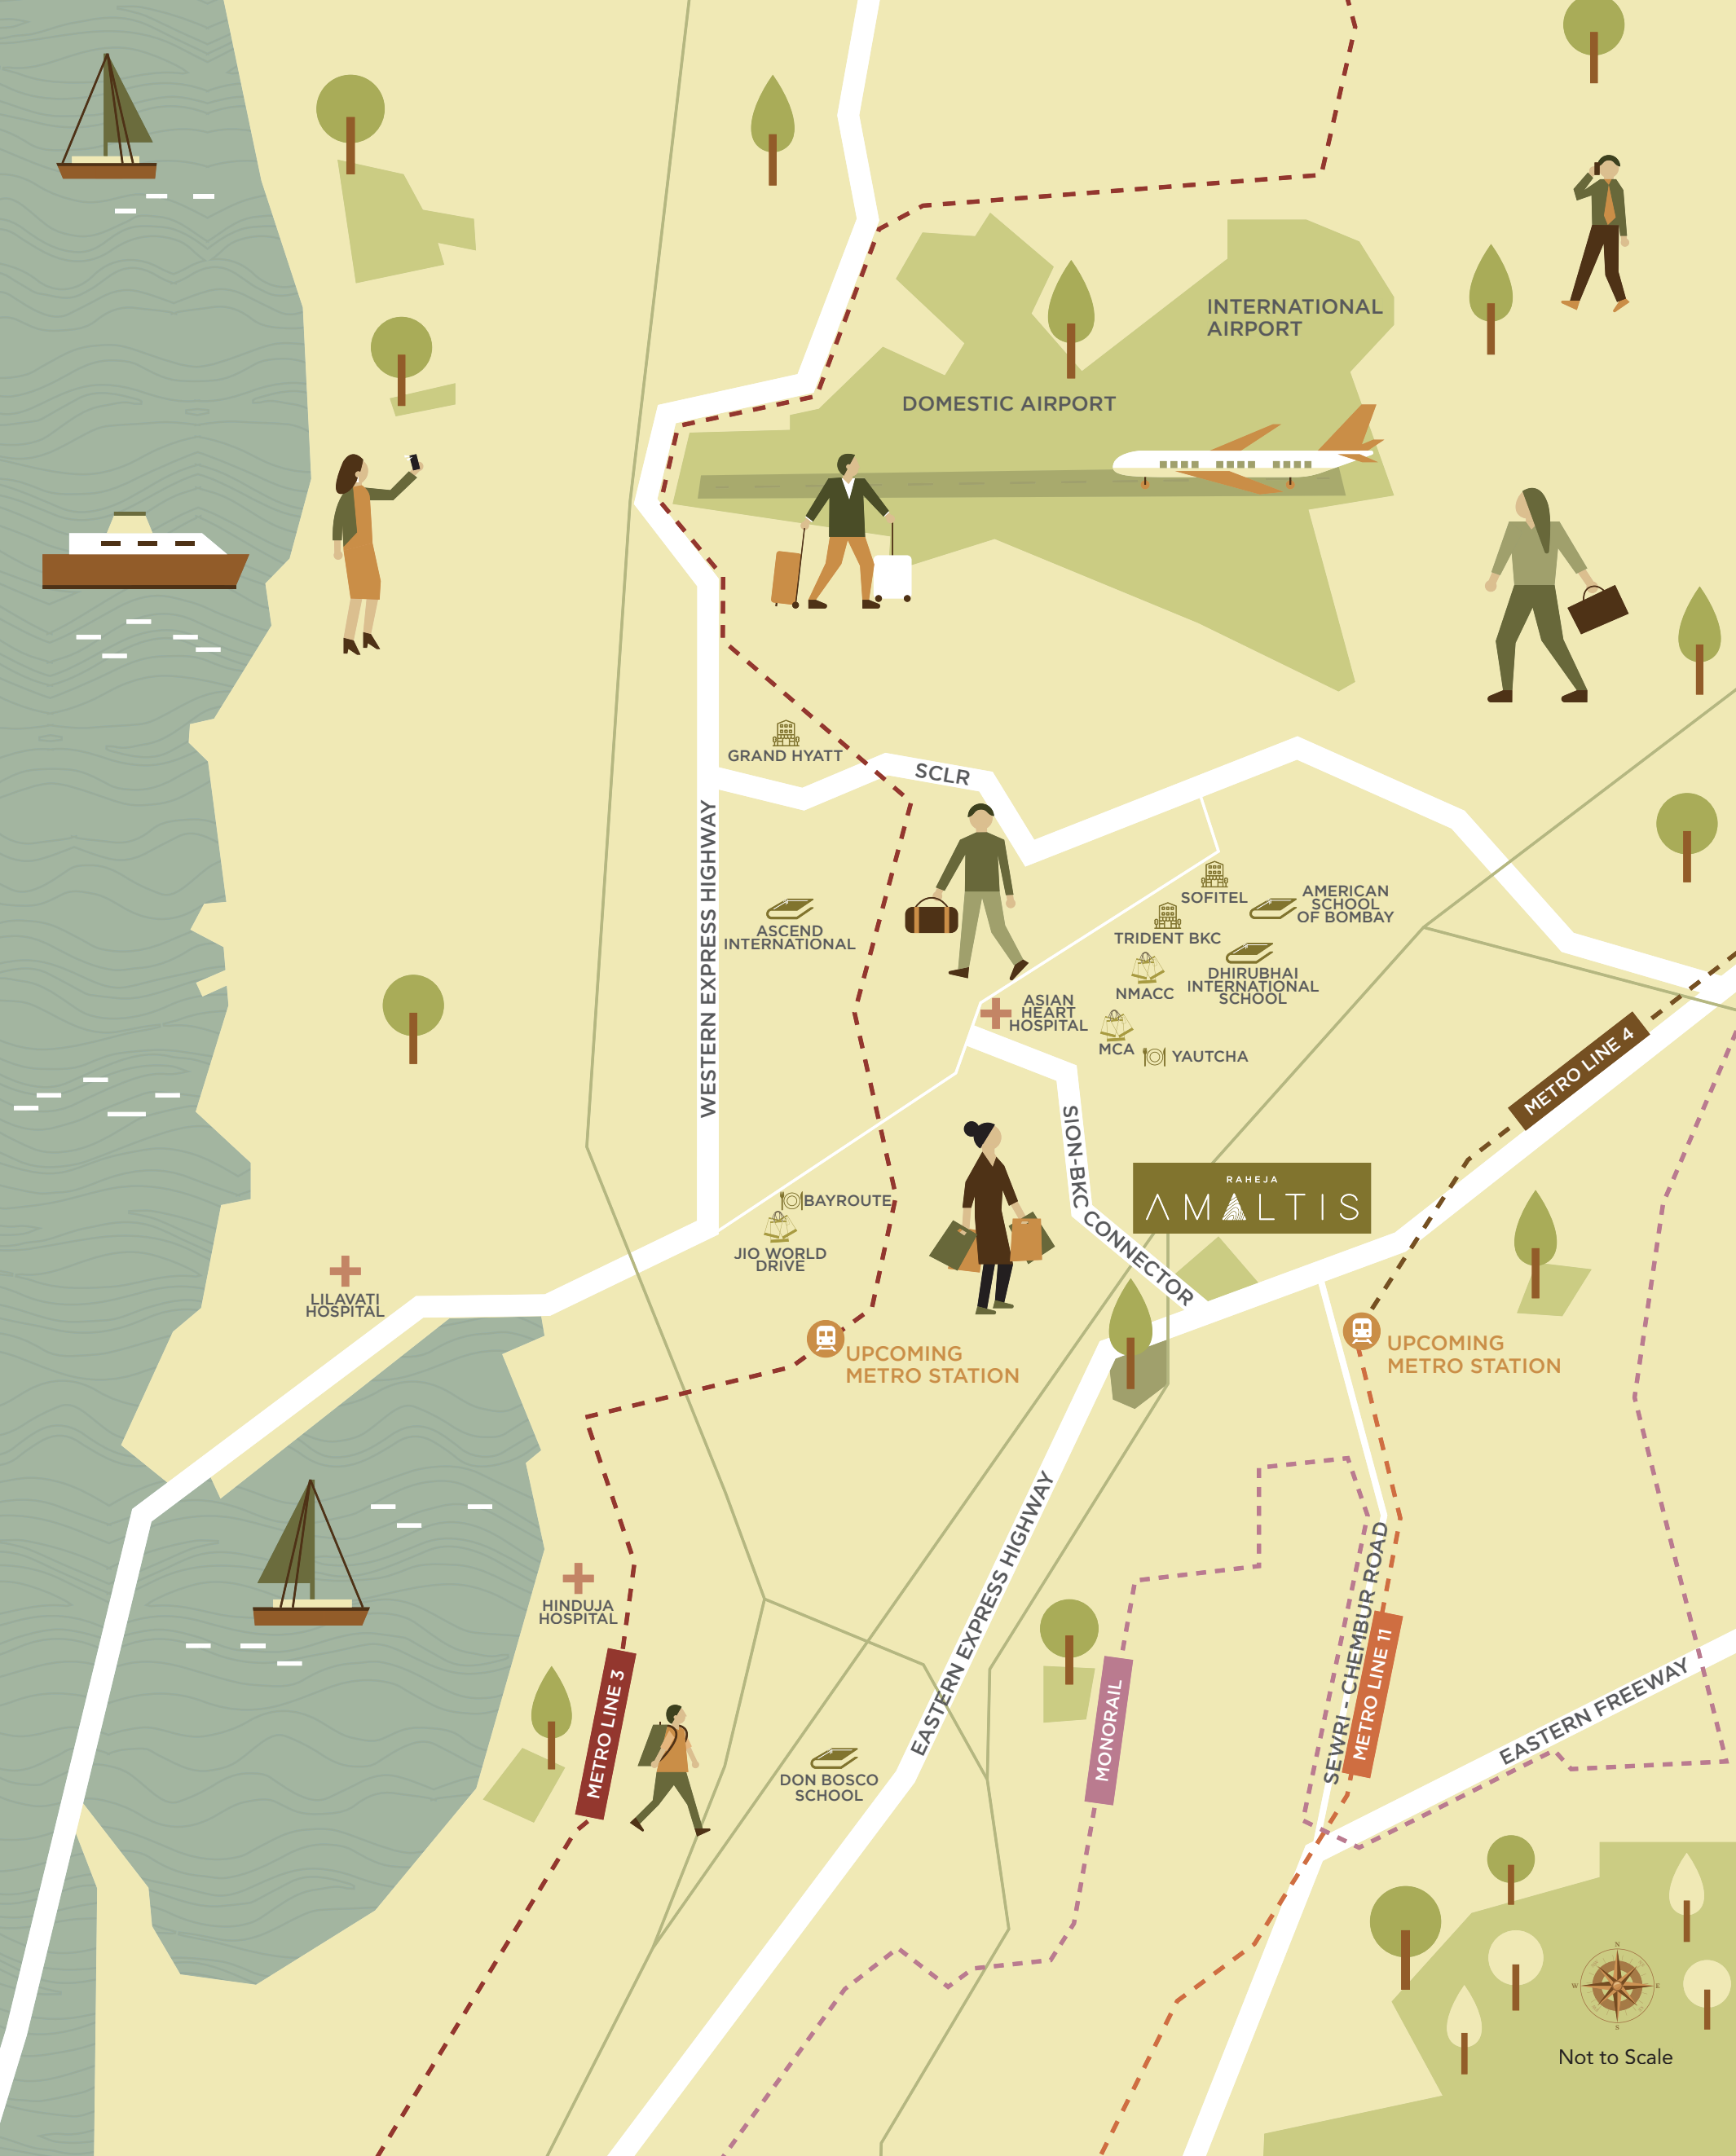 INTERNATIONAL
AIRPORT
DOMESTIC AIRPORT
GRAND HYATT
SCLR
WESTERN EXPRESS HIGHWAY
ASCEND
INTERNATIONAL
SOFITEL
AMERICAN
SCHOOL
OF BOMBAY
TRIDENT BKC
DHIRUBHAI
INTERNATIONAL
SCHOOL
NMACC
ASIAN
HEART
HOSPITAL
MCA
YAUTCHA
METRO LINE 4
SION-BKC CONNECTOR
RAHEJA
AMALTIS
BAYROUTE
JIO WORLD
DRIVE
LILAVATI
HOSPITAL
UPCOMING
METRO STATION
UPCOMING
METRO STATION
EASTERN EXPRESS HIGHWAY
HINDUJA
HOSPITAL
METRO LINE 3
DON BOSCO
SCHOOL
MONORAIL
SEWRI - CHEMBUR ROAD
METRO LINE 11
EASTERN FREEWAY
N
W
E
S
Not to Scale